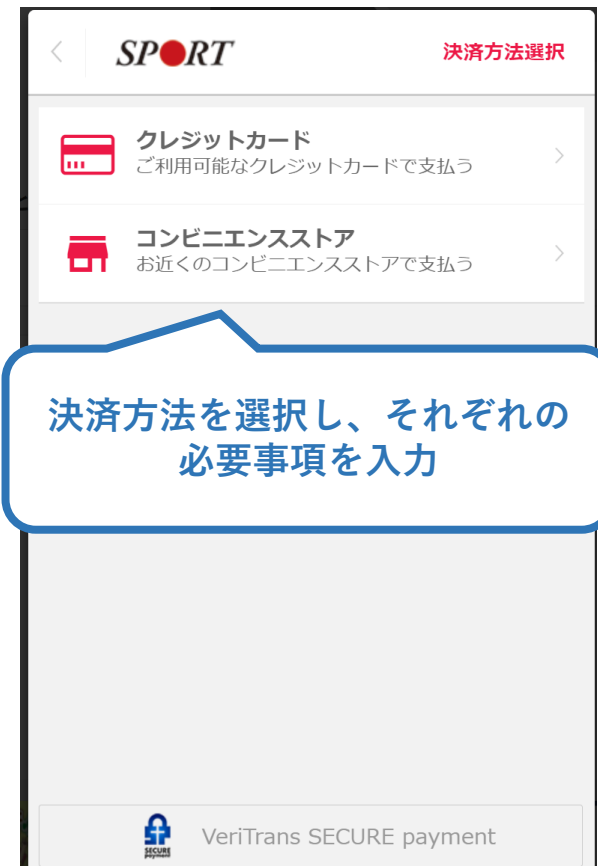 SPORT
決済方法選択
クレジットカード
ご利用可能なクレジットカードで支払う
コンビニエンスストア
お近くのコンビニエンスストアで支払う
決済方法を選択し、それぞれの
必要事項を入力
SECURE
payment
VeriTrans SECURE payment